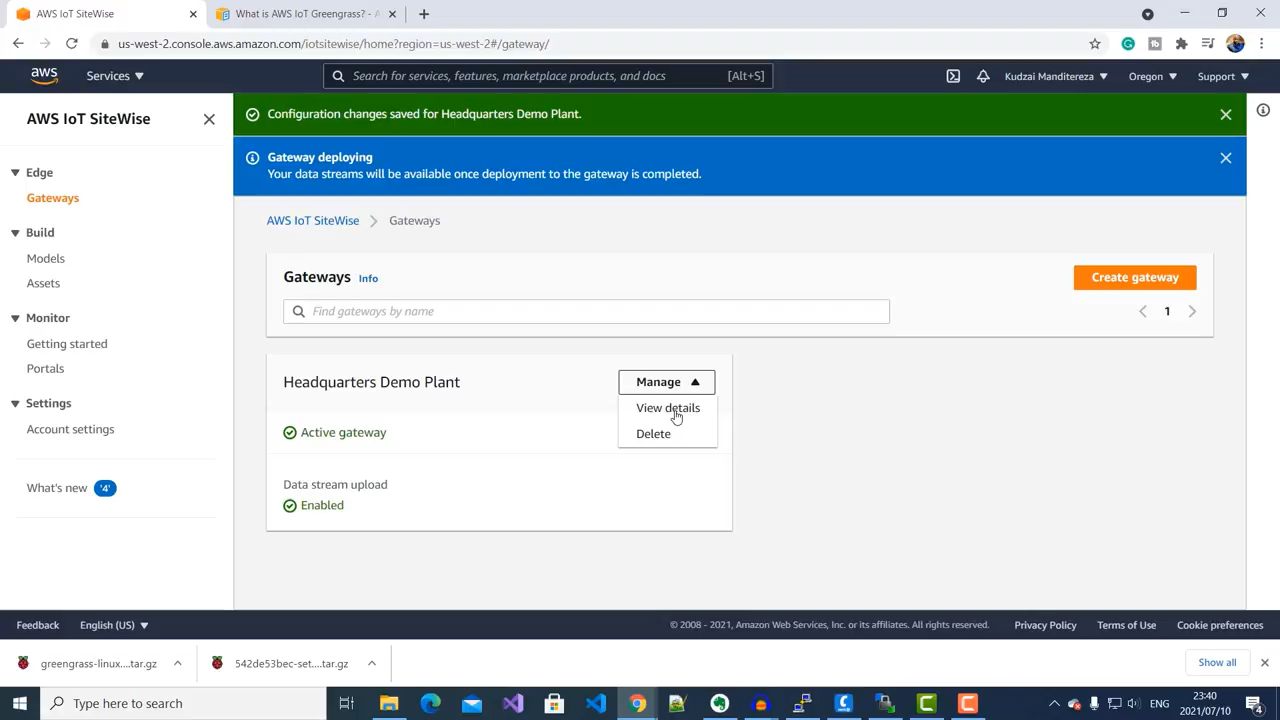 AWS IoT SiteWise
What is AWS IoT Greengrass? - A
us-west-2.console.aws.amazon.com/iotsitewise/home?region=us-west-2#/gateway/
aws
Services
Search for services, features, marketplace products, and docs
[Alt+S]
Kudzai Manditereza
Oregon
Support
AWS IoT SiteWise
Edge
Gateways
Build
Models
Assets
Monitor
Getting started
Portals
Settings
Account settings
What's new '4'
Configuration changes saved for Headquarters Demo Plant.
Gateway deploying
Your data streams will be available once deployment to the gateway is completed.
AWS IoT SiteWise
Gateways
Gateways Info
Create gateway
Find gateways by name
1
Headquarters Demo Plant
Manage
View details
Delete
Active gateway
Data stream upload
Enabled
Feedback
English (US)
© 2008 - 2021, Amazon Web Services, Inc. or its affiliates. All rights reserved.
Privacy Policy
Terms of Use
Cookie preferences
greengrass-linux....tar.gz
542de53bec-set....tar.gz
Show all
Type here to search
ENG
23:40
2021/07/10
4